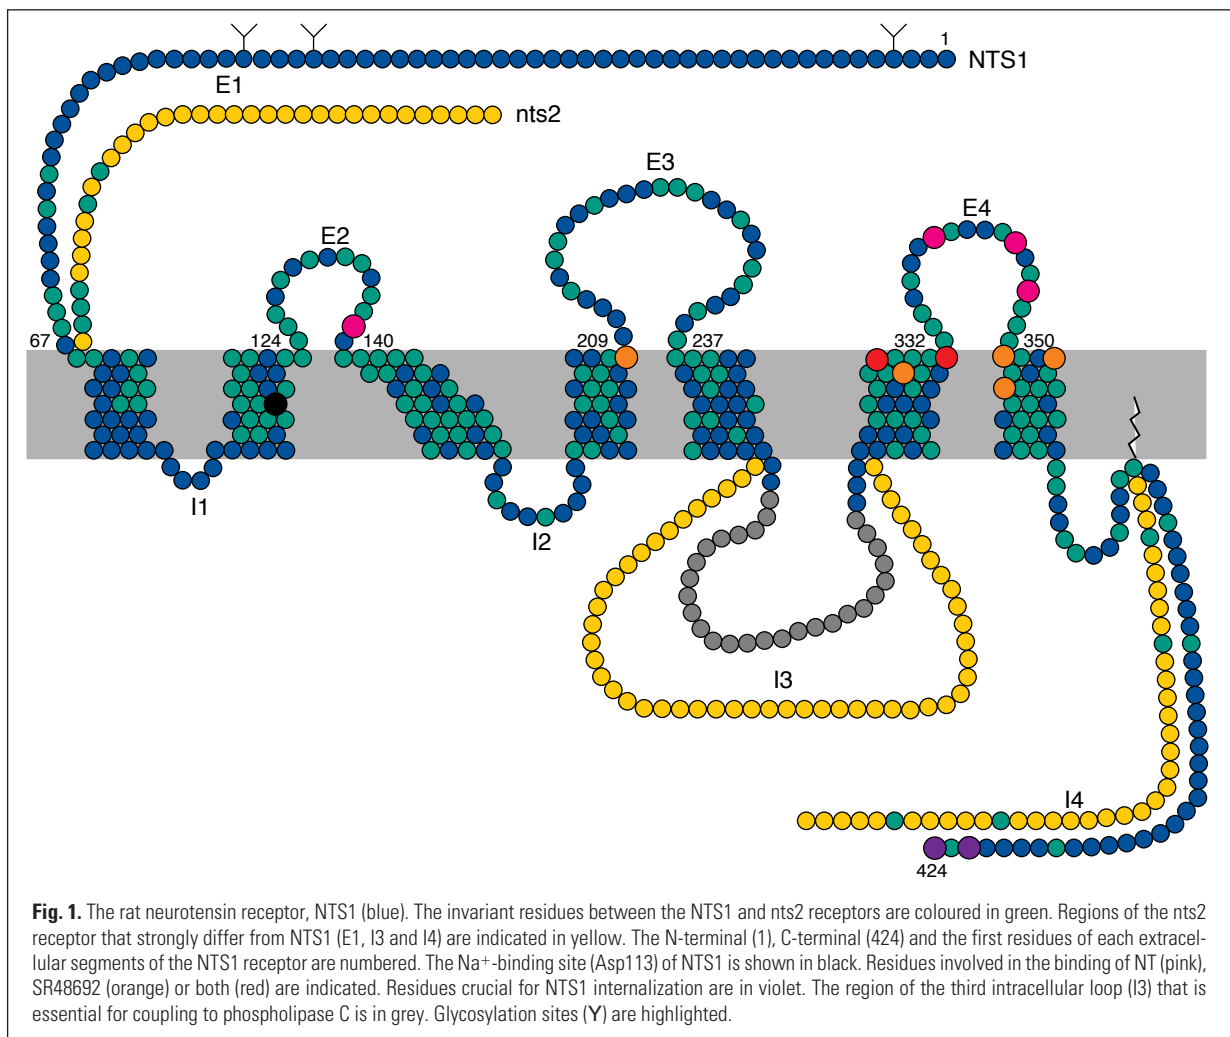 1
NTS1
E1
nts2
E3
E4
E2
67
124
140
209
237
332
350
I1
I2
I3
I4
424
Fig. 1. The rat neurotensin receptor, NTS1 (blue). The invariant residues between the NTS1 and nts2 receptors are coloured in green. Regions of the nts2
receptor that strongly differ from NTS1 (E1, I3 and I4) are indicated in yellow. The N-terminal (1), C-terminal (424) and the first residues of each extracel-
lular segments of the NTS1 receptor are numbered. The Na⁺-binding site (Asp113) of NTS1 is shown in black. Residues involved in the binding of NT (pink),
SR48692 (orange) or both (red) are indicated. Residues crucial for NTS1 internalization are in violet. The region of the third intracellular loop (I3) that is
essential for coupling to phospholipase C is in grey. Glycosylation sites (Y) are highlighted.